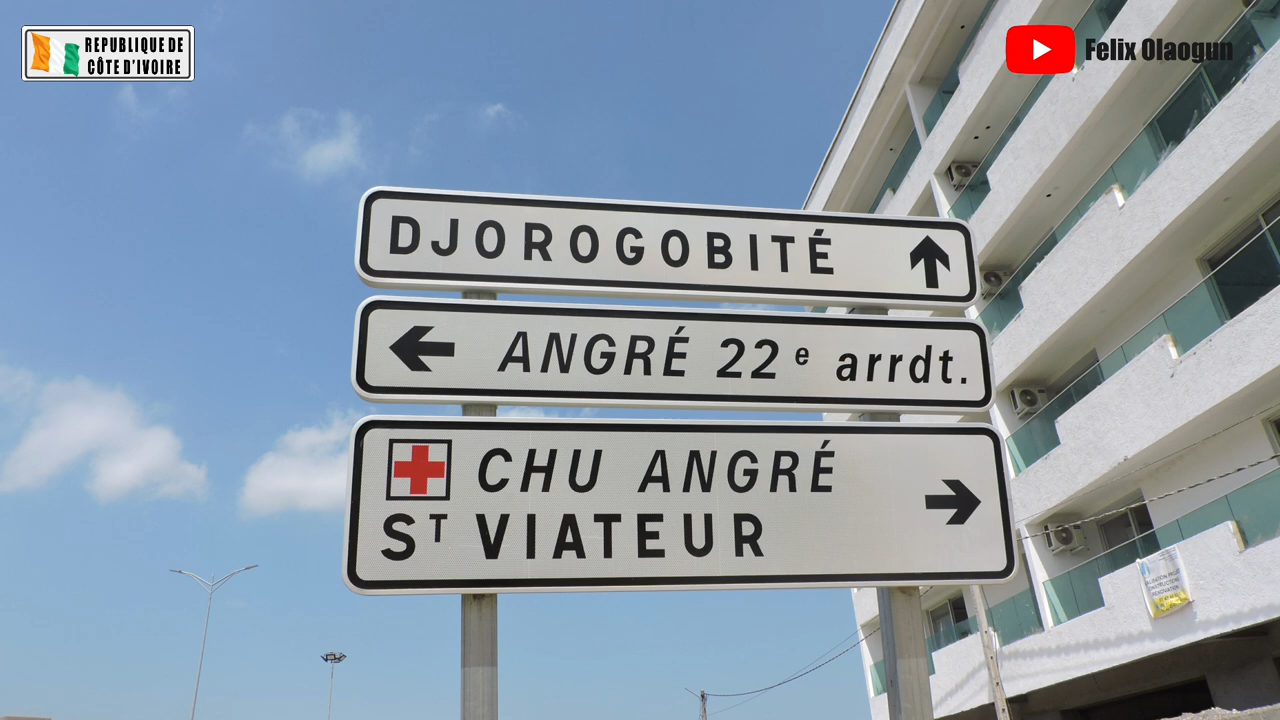 REPUBLIQUE DE
CÔTE D'IVOIRE
Felix Olaogun
DJOROGOBITÉ
ANGRÉ 22e arrdt.
CHU ANGRÉ
ST VIATEUR